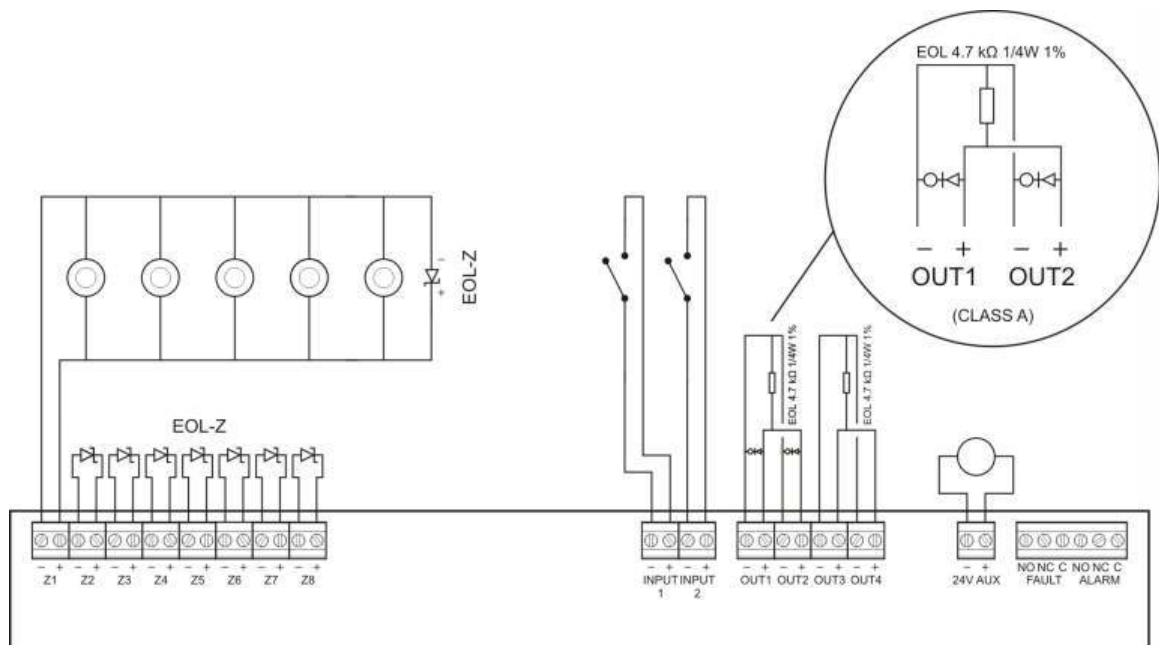 EOL 4.7 kΩ 1/4W 1%
− + − +
OUT1 OUT2
(CLASS A)
−
EOL-Z
+
EOL-Z
EOL 4.7 kΩ 1/4W 1%
EOL 4.7 kΩ 1/4W 1%
− + − + − + − + − + − + − + − +
Z1 Z2 Z3 Z4 Z5 Z6 Z7 Z8
− + − +
INPUT 1 INPUT 2
− + − + − + − +
OUT1 OUT2 OUT3 OUT4
− +
24V AUX
NO NC C NO NC C
FAULT ALARM